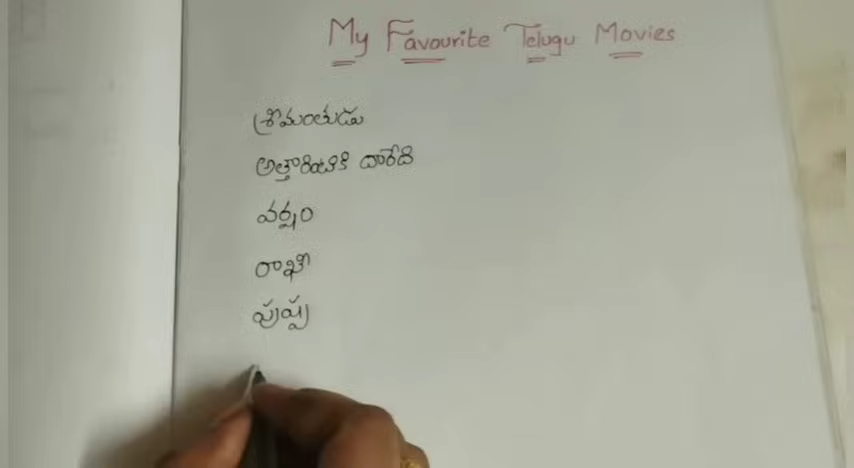 My Favourite Telugu Movies
శ్రీమంతుడు
అత్తారింటికి దారేది
వర్షం
రాఖీ
పుష్ప